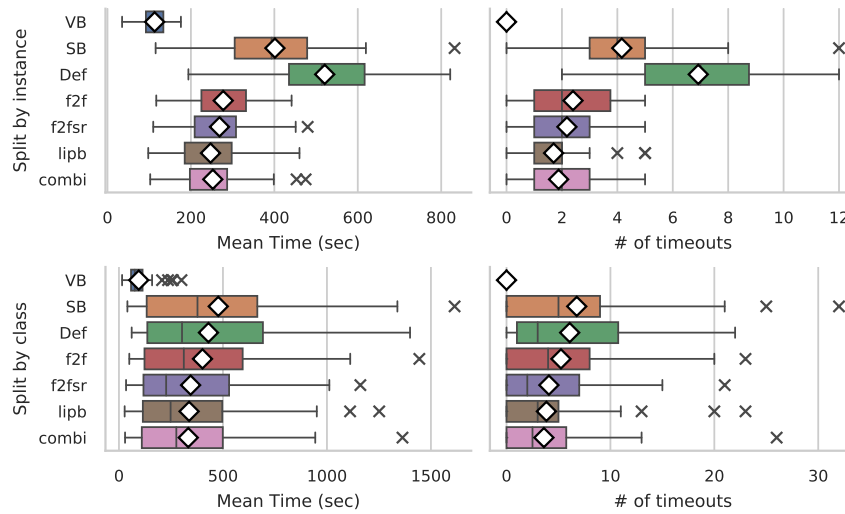 Split by instance
VB
SB
Def
f2f
f2fsr
lipb
combi
0 200 400 600 800
Mean Time (sec)
0 2 4 6 8 10 12
# of timeouts
Split by class
VB
SB
Def
f2f
f2fsr
lipb
combi
0 500 1000 1500
Mean Time (sec)
0 10 20 30
# of timeouts